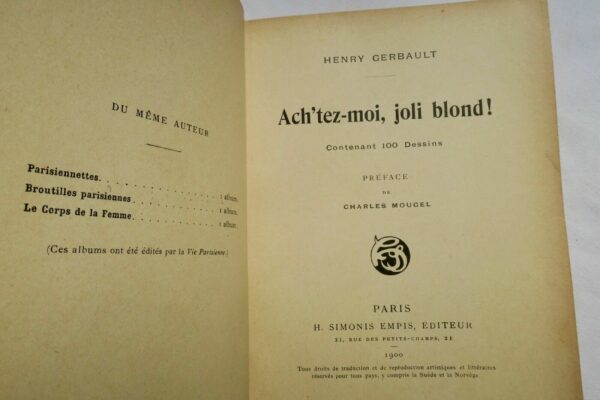 DU MÊME AUTEUR
Parisiennettes. . . . . . . . . . . . . . . . 1 album.
Broutilles parisiennes . . . . . . . . . . . . 1 album.
Le Corps de la Femme. . . . . . . . . . . . . 1 album.
(Ces albums ont été édités par la Vie Parisienne.)
HENRY GERBAULT
Ach'tez-moi, joli blond!
Contenant 100 Dessins
PRÉFACE
DE
CHARLES MOUGEL
PARIS
H. SIMONIS EMPIS, ÉDITEUR
21, RUE DES PETITS-CHAMPS, 21
1900
Tous droits de traduction et de reproduction artistiques et littéraires
réservés pour tous pays, y compris la Suède et la Norvège